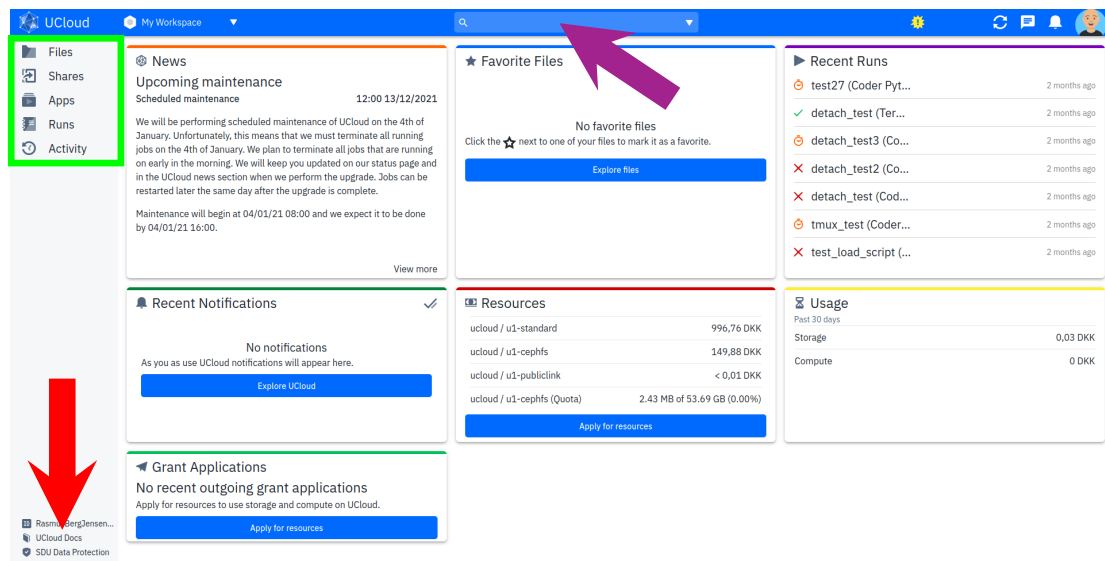 UCloud My Workspace
Files
Shares
Apps
Runs
Activity
News
Upcoming maintenance
Scheduled maintenance 12:00 13/12/2021
We will be performing scheduled maintenance of UCloud on the 4th of
January. Unfortunately, this means that we must terminate all running
jobs on the 4th of January. We plan to terminate all jobs that are running
on early in the morning. We will keep you updated on our status page and
in the UCloud news section when we perform the upgrade. Jobs can be
restarted later the same day after the upgrade is complete.
Maintenance will begin at 04/01/21 08:00 and we expect it to be done
by 04/01/21 16:00.
View more
Favorite Files
No favorite files
Click the next to one of your files to mark it as a favorite.
Explore files
Recent Runs
test27 (Coder Pyt... 2 months ago
detach_test (Ter... 2 months ago
detach_test3 (Co... 2 months ago
detach_test2 (Co... 2 months ago
detach_test (Cod... 2 months ago
tmux_test (Coder... 2 months ago
test_load_script (... 2 months ago
Recent Notifications
No notifications
As you as use UCloud notifications will appear here.
Explore UCloud
Resources
ucloud / u1-standard 996,76 DKK
ucloud / u1-cephfs 149,88 DKK
ucloud / u1-publiclink < 0,01 DKK
ucloud / u1-cephfs (Quota) 2.43 MB of 53.69 GB (0.00%)
Apply for resources
Usage
Past 30 days
Storage 0,03 DKK
Compute 0 DKK
Grant Applications
No recent outgoing grant applications
Apply for resources to use storage and compute on UCloud.
Apply for resources
UCloud Docs
SDU Data Protection